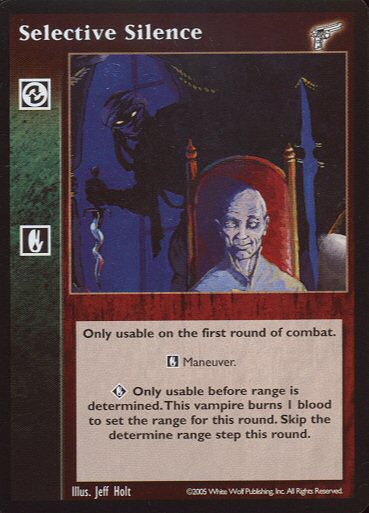 Selective Silence
Only usable on the first round of combat.
Maneuver.
Only usable before range is
determined. This vampire burns 1 blood
to set the range for this round. Skip the
determine range step this round.
Illus. Jeff Holt
©2005 White Wolf Publishing, Inc. All Rights Reserved.